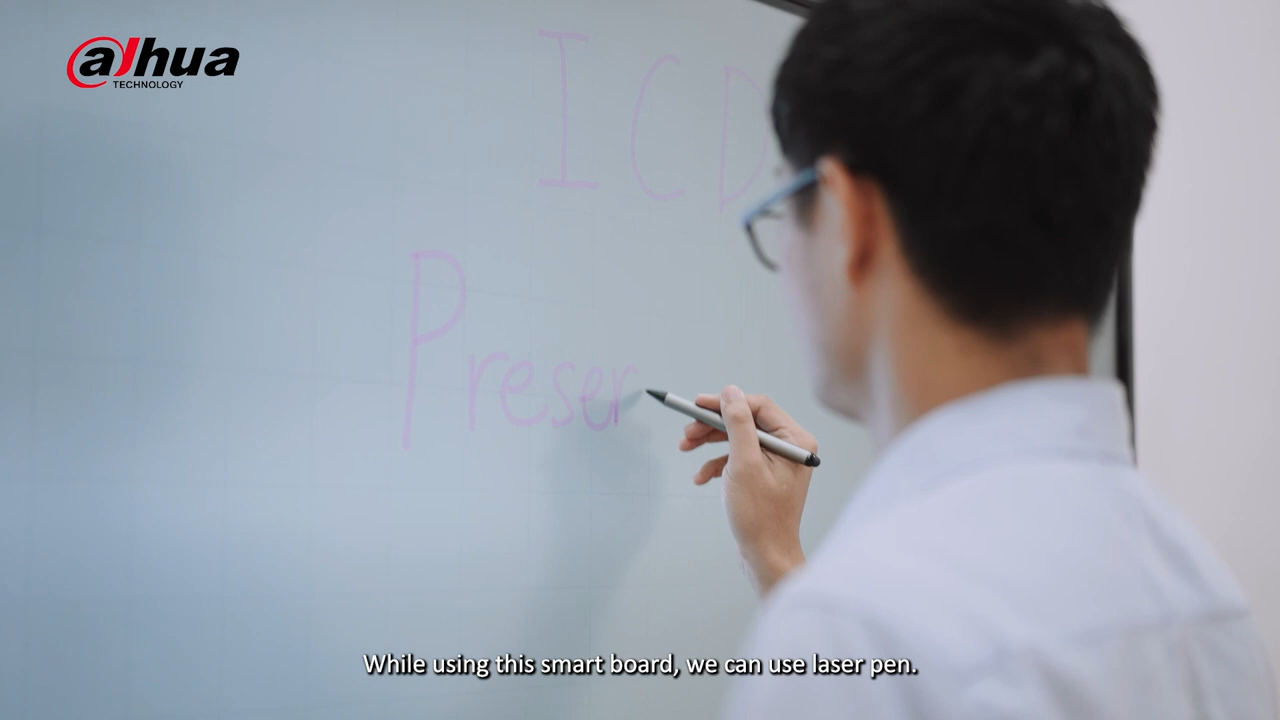 alhua
TECHNOLOGY
I C D
Preser
While using this smart board, we can use laser pen.